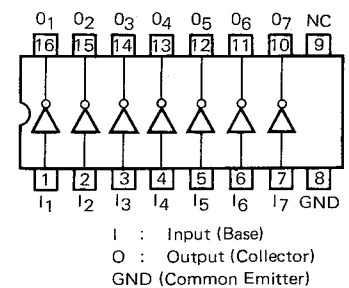 O1 O2 O3 O4 O5 O6 O7 NC
16 15 14 13 12 11 10 9
1 2 3 4 5 6 7 8
I1 I2 I3 I4 I5 I6 I7 GND
I : Input (Base)
O : Output (Collector)
GND (Common Emitter)